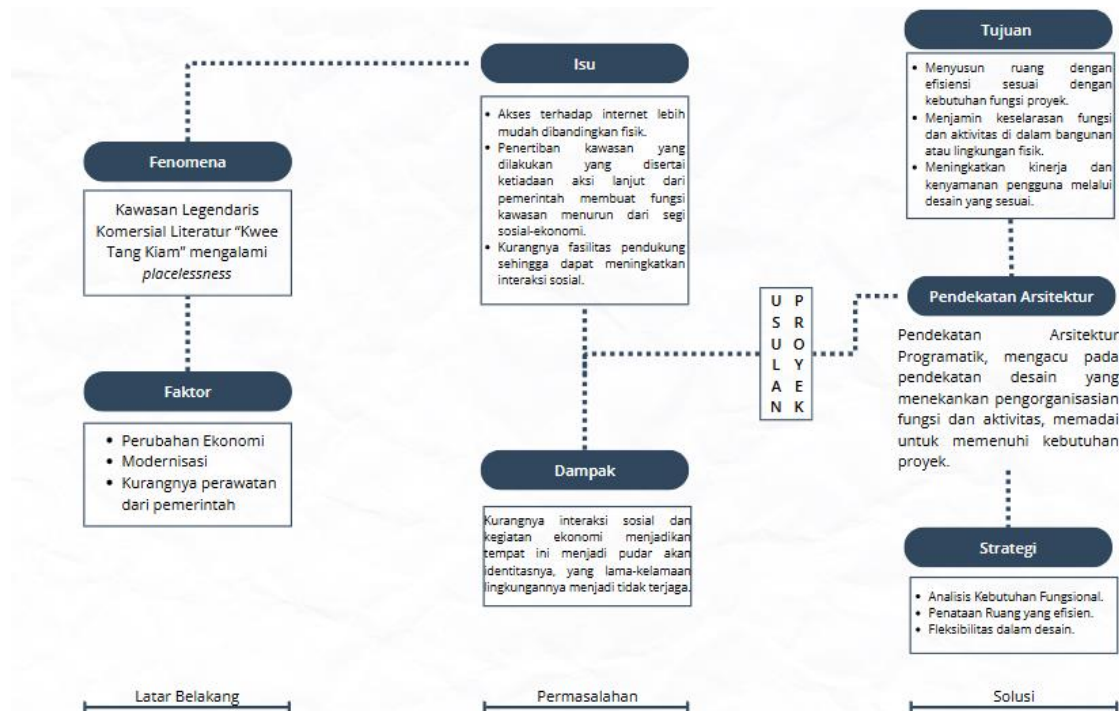 Fenomena
Kawasan Legendaris
Komersial Literatur “Kwee
Tang Kiam” mengalami
placelessness
Faktor
• Perubahan Ekonomi
• Modernisasi
• Kurangnya perawatan
dari pemerintah
Latar Belakang
Isu
• Akses terhadap internet lebih
mudah dibandingkan fisik.
• Penertiban kawasan yang
dilakukan yang disertai
ketiadaan aksi lanjut dari
pemerintah membuat fungsi
kawasan menurun dari segi
sosial-ekonomi.
• Kurangnya fasilitas pendukung
sehingga dapat meningkatkan
interaksi sosial.
Dampak
Kurangnya interaksi sosial dan
kegiatan ekonomi menjadikan
tempat ini menjadi pudar akan
identitasnya, yang lama-kelamaan
lingkungannya menjadi tidak terjaga.
Permasalahan
USULAN
PROYEK
Tujuan
• Menyusun ruang dengan
efisiensi sesuai dengan
kebutuhan fungsi proyek.
• Menjamin keselarasan fungsi
dan aktivitas di dalam bangunan
atau lingkungan fisik.
• Meningkatkan kinerja dan
kenyamanan pengguna melalui
desain yang sesuai.
Pendekatan Arsitektur
Pendekatan Arsitektur
Programatik, mengacu pada
pendekatan desain yang
menekankan pengorganisasian
fungsi dan aktivitas, memadai
untuk memenuhi kebutuhan
proyek.
Strategi
• Analisis Kebutuhan Fungsional.
• Penataan Ruang yang efisien.
• Fleksibilitas dalam desain.
Solusi